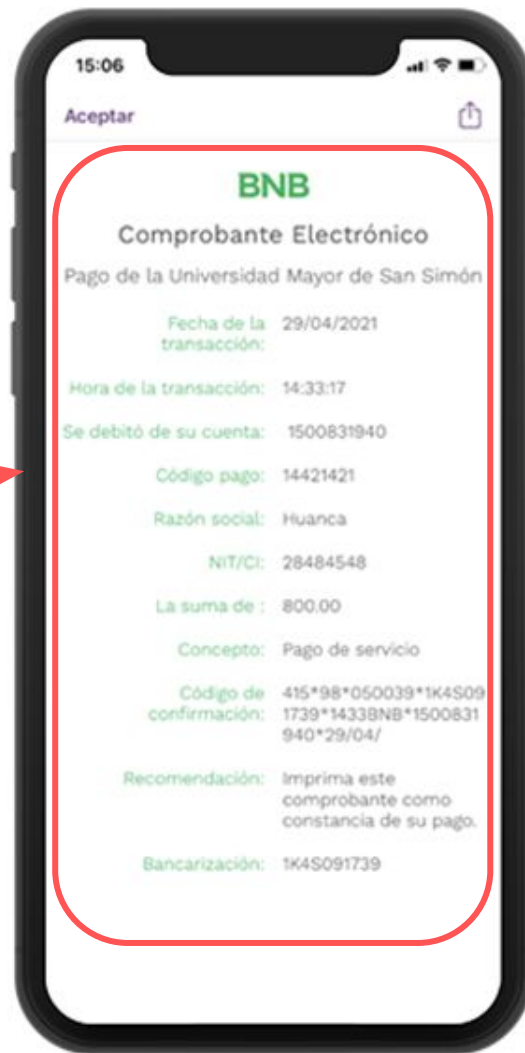 15:06
Aceptar
BNB
Comprobante Electrónico
Pago de la Universidad Mayor de San Simón
Fecha de la transacción: 29/04/2021
Hora de la transacción: 14:33:17
Se debitó de su cuenta: 1500831940
Código pago: 14421421
Razón social: Huanca
NIT/CI: 28484548
La suma de : 800.00
Concepto: Pago de servicio
Código de confirmación: 415*98*050039*1K4S09
1739*1433BNB*1500831
940*29/04/
Recomendación: Imprima este
comprobante como
constancia de su pago.
Bancarización: 1K4S091739